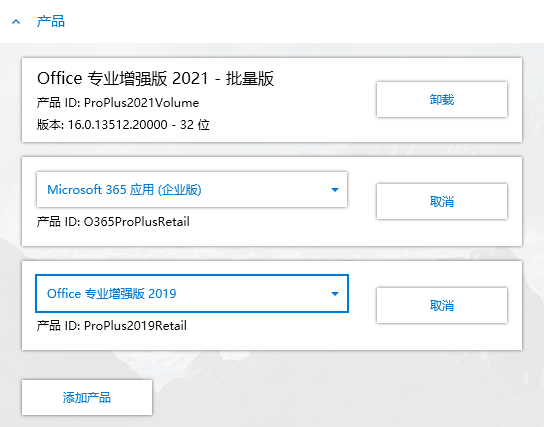 产品
Office 专业增强版 2021 - 批量版
产品 ID: ProPlus2021Volume
版本: 16.0.13512.20000 - 32 位
卸载
Microsoft 365 应用 (企业版)
产品 ID: O365ProPlusRetail
取消
Office 专业增强版 2019
产品 ID: ProPlus2019Retail
取消
添加产品